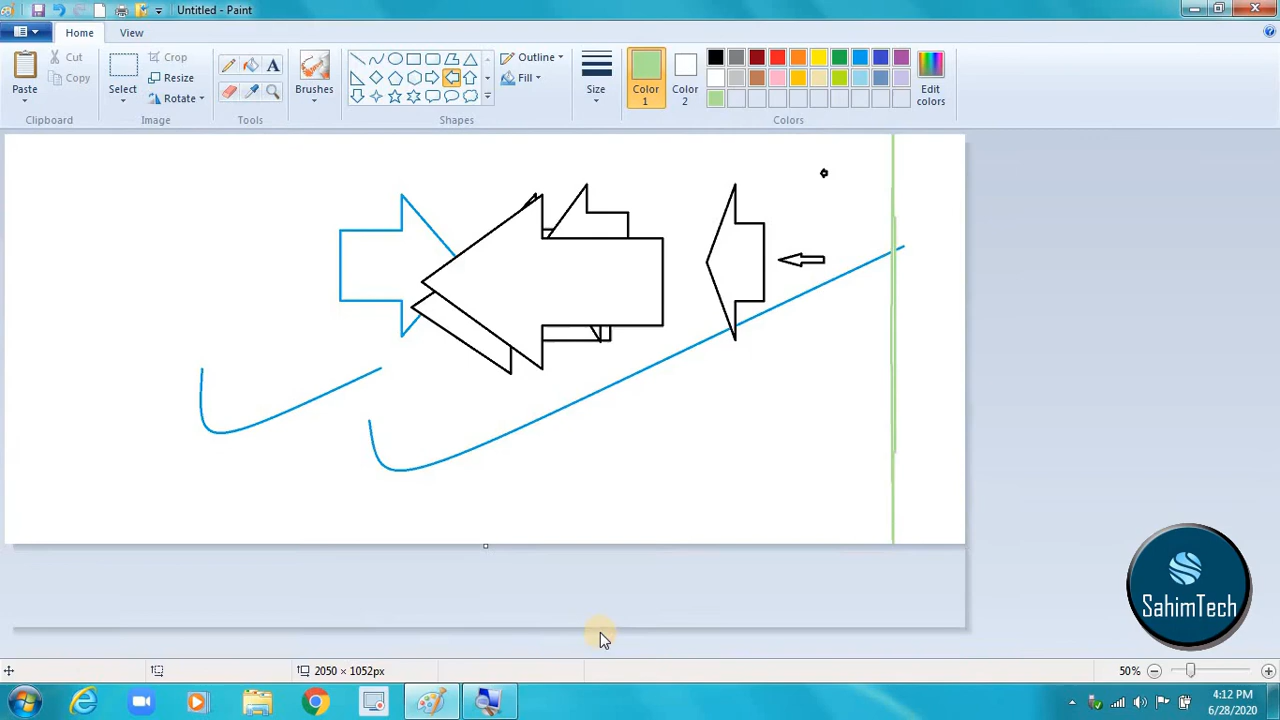 Untitled - Paint
Home
View
Paste
Cut
Copy
Clipboard
Select
Crop
Resize
Rotate
Image
A
Tools
Brushes
Outline
Fill
Shapes
Size
Color
1
Color
2
Edit
colors
Colors
SahimTech
2050 × 1052px
50%
4:12 PM
6/28/2020